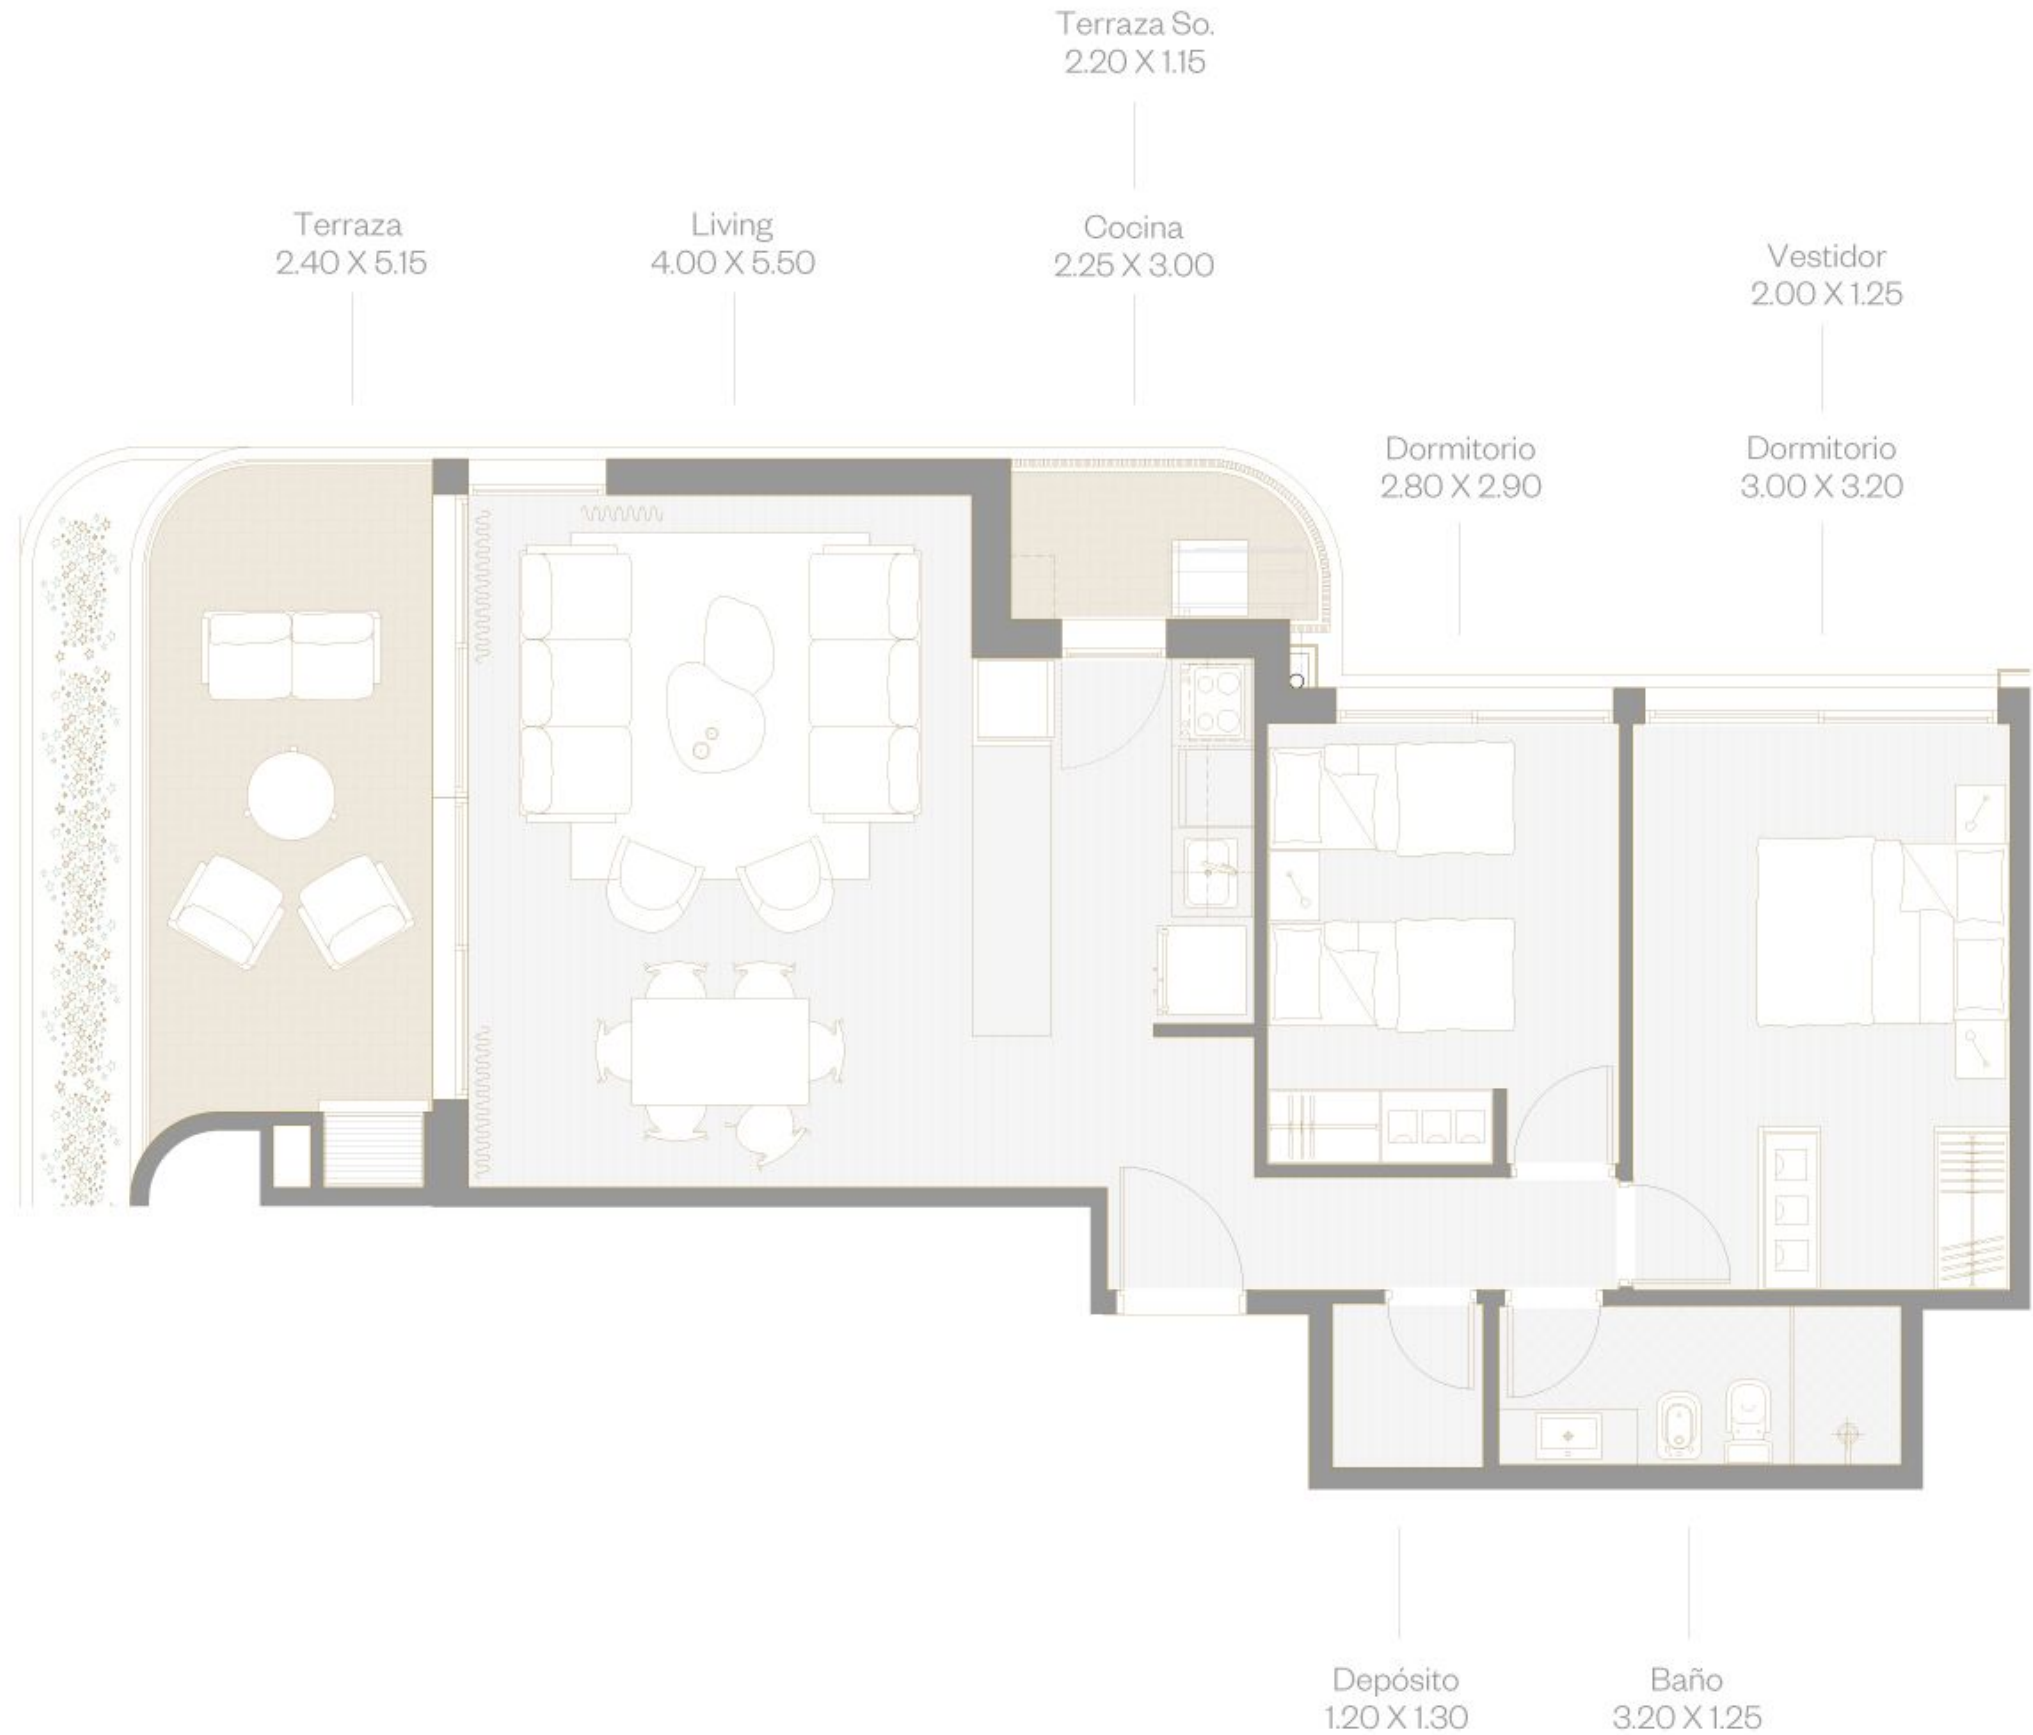 Terraza So.
2.20 X 1.15
Terraza
2.40 X 5.15
Living
4.00 X 5.50
Cocina
2.25 X 3.00
Vestidor
2.00 X 1.25
Dormitorio
2.80 X 2.90
Dormitorio
3.00 X 3.20
Depósito
1.20 X 1.30
Baño
3.20 X 1.25